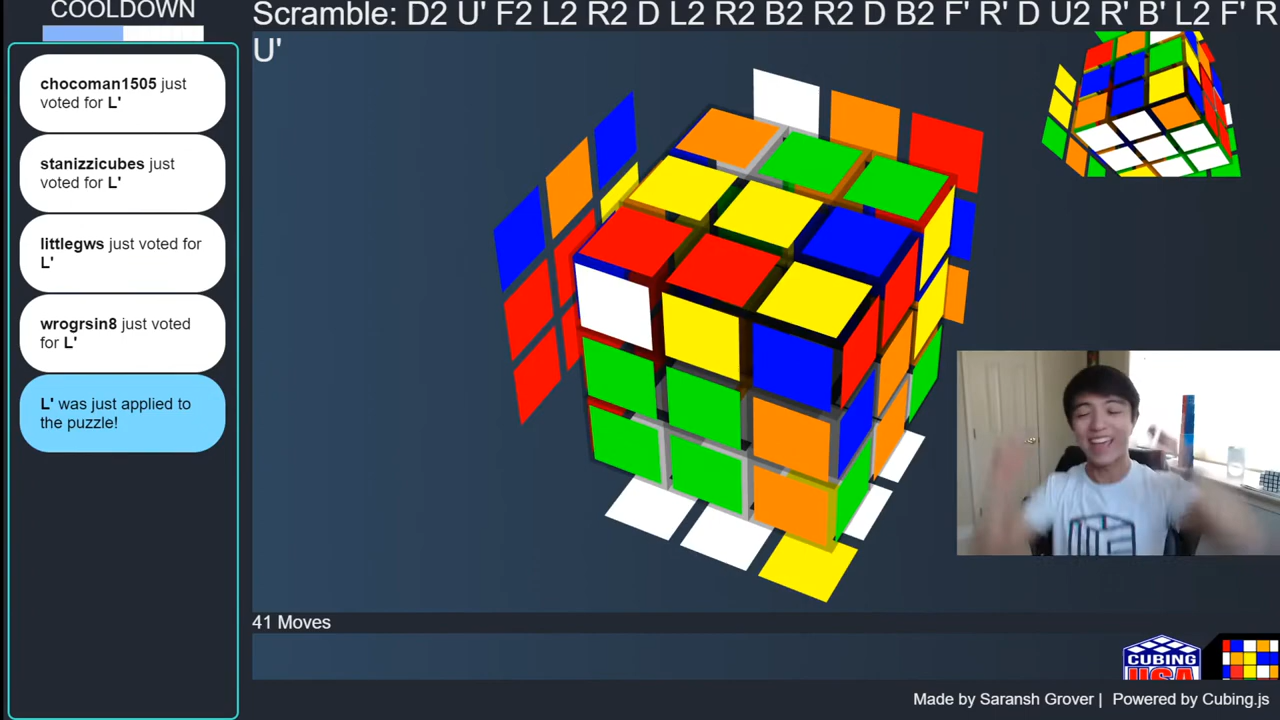 COOLDOWN
Scramble: D2 U' F2 L2 R2 D L2 R2 B2 R2 D B2 F' R' D U2 R' B' L2 F' R
U'
chocoman1505 just
voted for L'
stanizzicubes just
voted for L'
littlegws just voted for
L'
wrogrsin8 just voted
for L'
L' was just applied to
the puzzle!
41 Moves
CUBING
USA
Made by Saransh Grover | Powered by Cubing.js